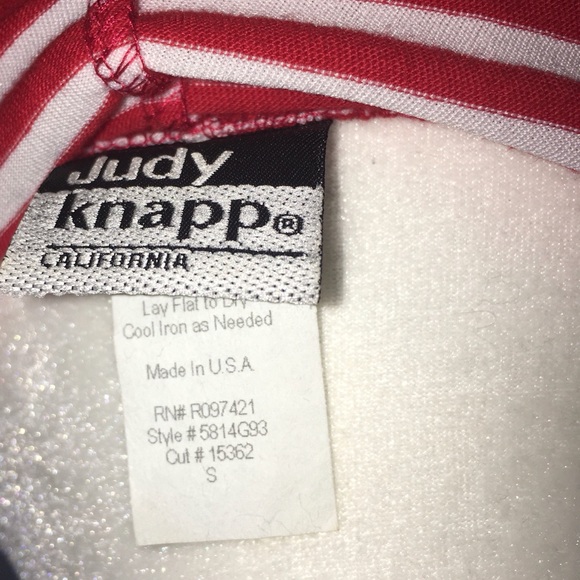 Judy
knapp®
CALIFORNIA
Lay Flat to Dry
Cool Iron as Needed
Made In U.S.A
RN# R097421
Style # 5814G93
Cut # 15362
S